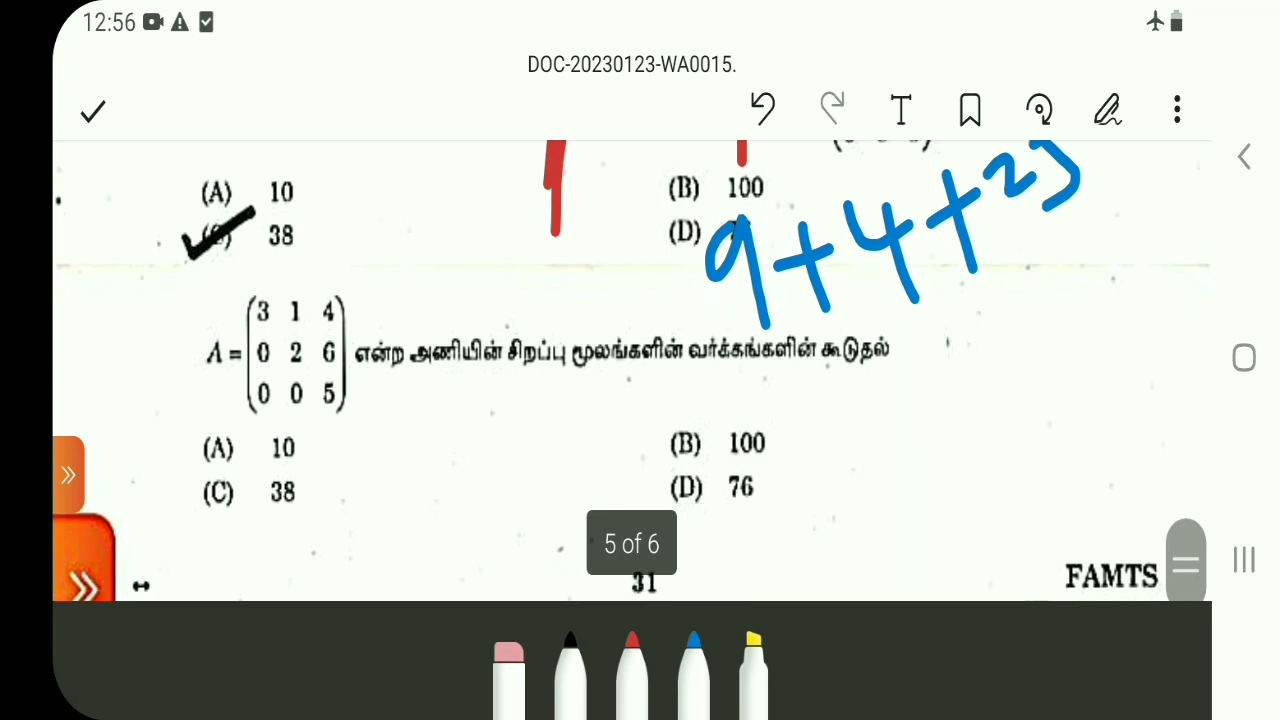 12:56
DOC-20230123-WA0015.
T
(A) 10 (B) 100
38 (D)
9+4+25
A = (3 1 4
0 2 6
0 0 5) என்ற அணியின் சிறப்பு மூலங்களின் வர்க்கங்களின் கூடுதல்
(A) 10 (B) 100
(C) 38 (D) 76
5 of 6
31 FAMTS